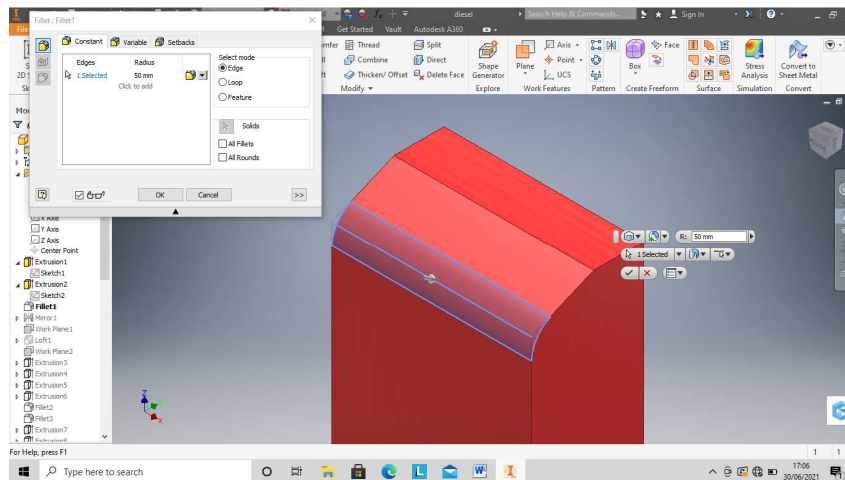 Fillet : Fillet1
diesel
Search Help & Commands...
Sign In
File
Get Started Vault Autodesk A360
Constant Variable Setbacks
Edges Radius
1 Selected 50 mm
Click to add
Select mode
Edge
Loop
Feature
Solids
All Fillets
All Rounds
OK Cancel >>
Thread
Combine
Thicken/ Offset
Split
Direct
Delete Face
Modify
Shape Generator
Explore
Plane
Axis
Point
UCS
Work Features
Pattern
Box
Face
Create Freeform
Surface
Stress Analysis
Simulation
Convert to Sheet Metal
Convert
R: 50 mm
1 Selected
X Axis
Y Axis
Z Axis
Center Point
Extrusion1
Sketch1
Extrusion2
Sketch2
Fillet1
Mirror1
Work Plane1
Loft1
Work Plane2
Extrusion3
Extrusion4
Extrusion5
Extrusion6
Fillet2
Fillet3
Extrusion7
Extrusion8
Z
X
For Help, press F1
1 1
Type here to search
17:06
30/06/2021